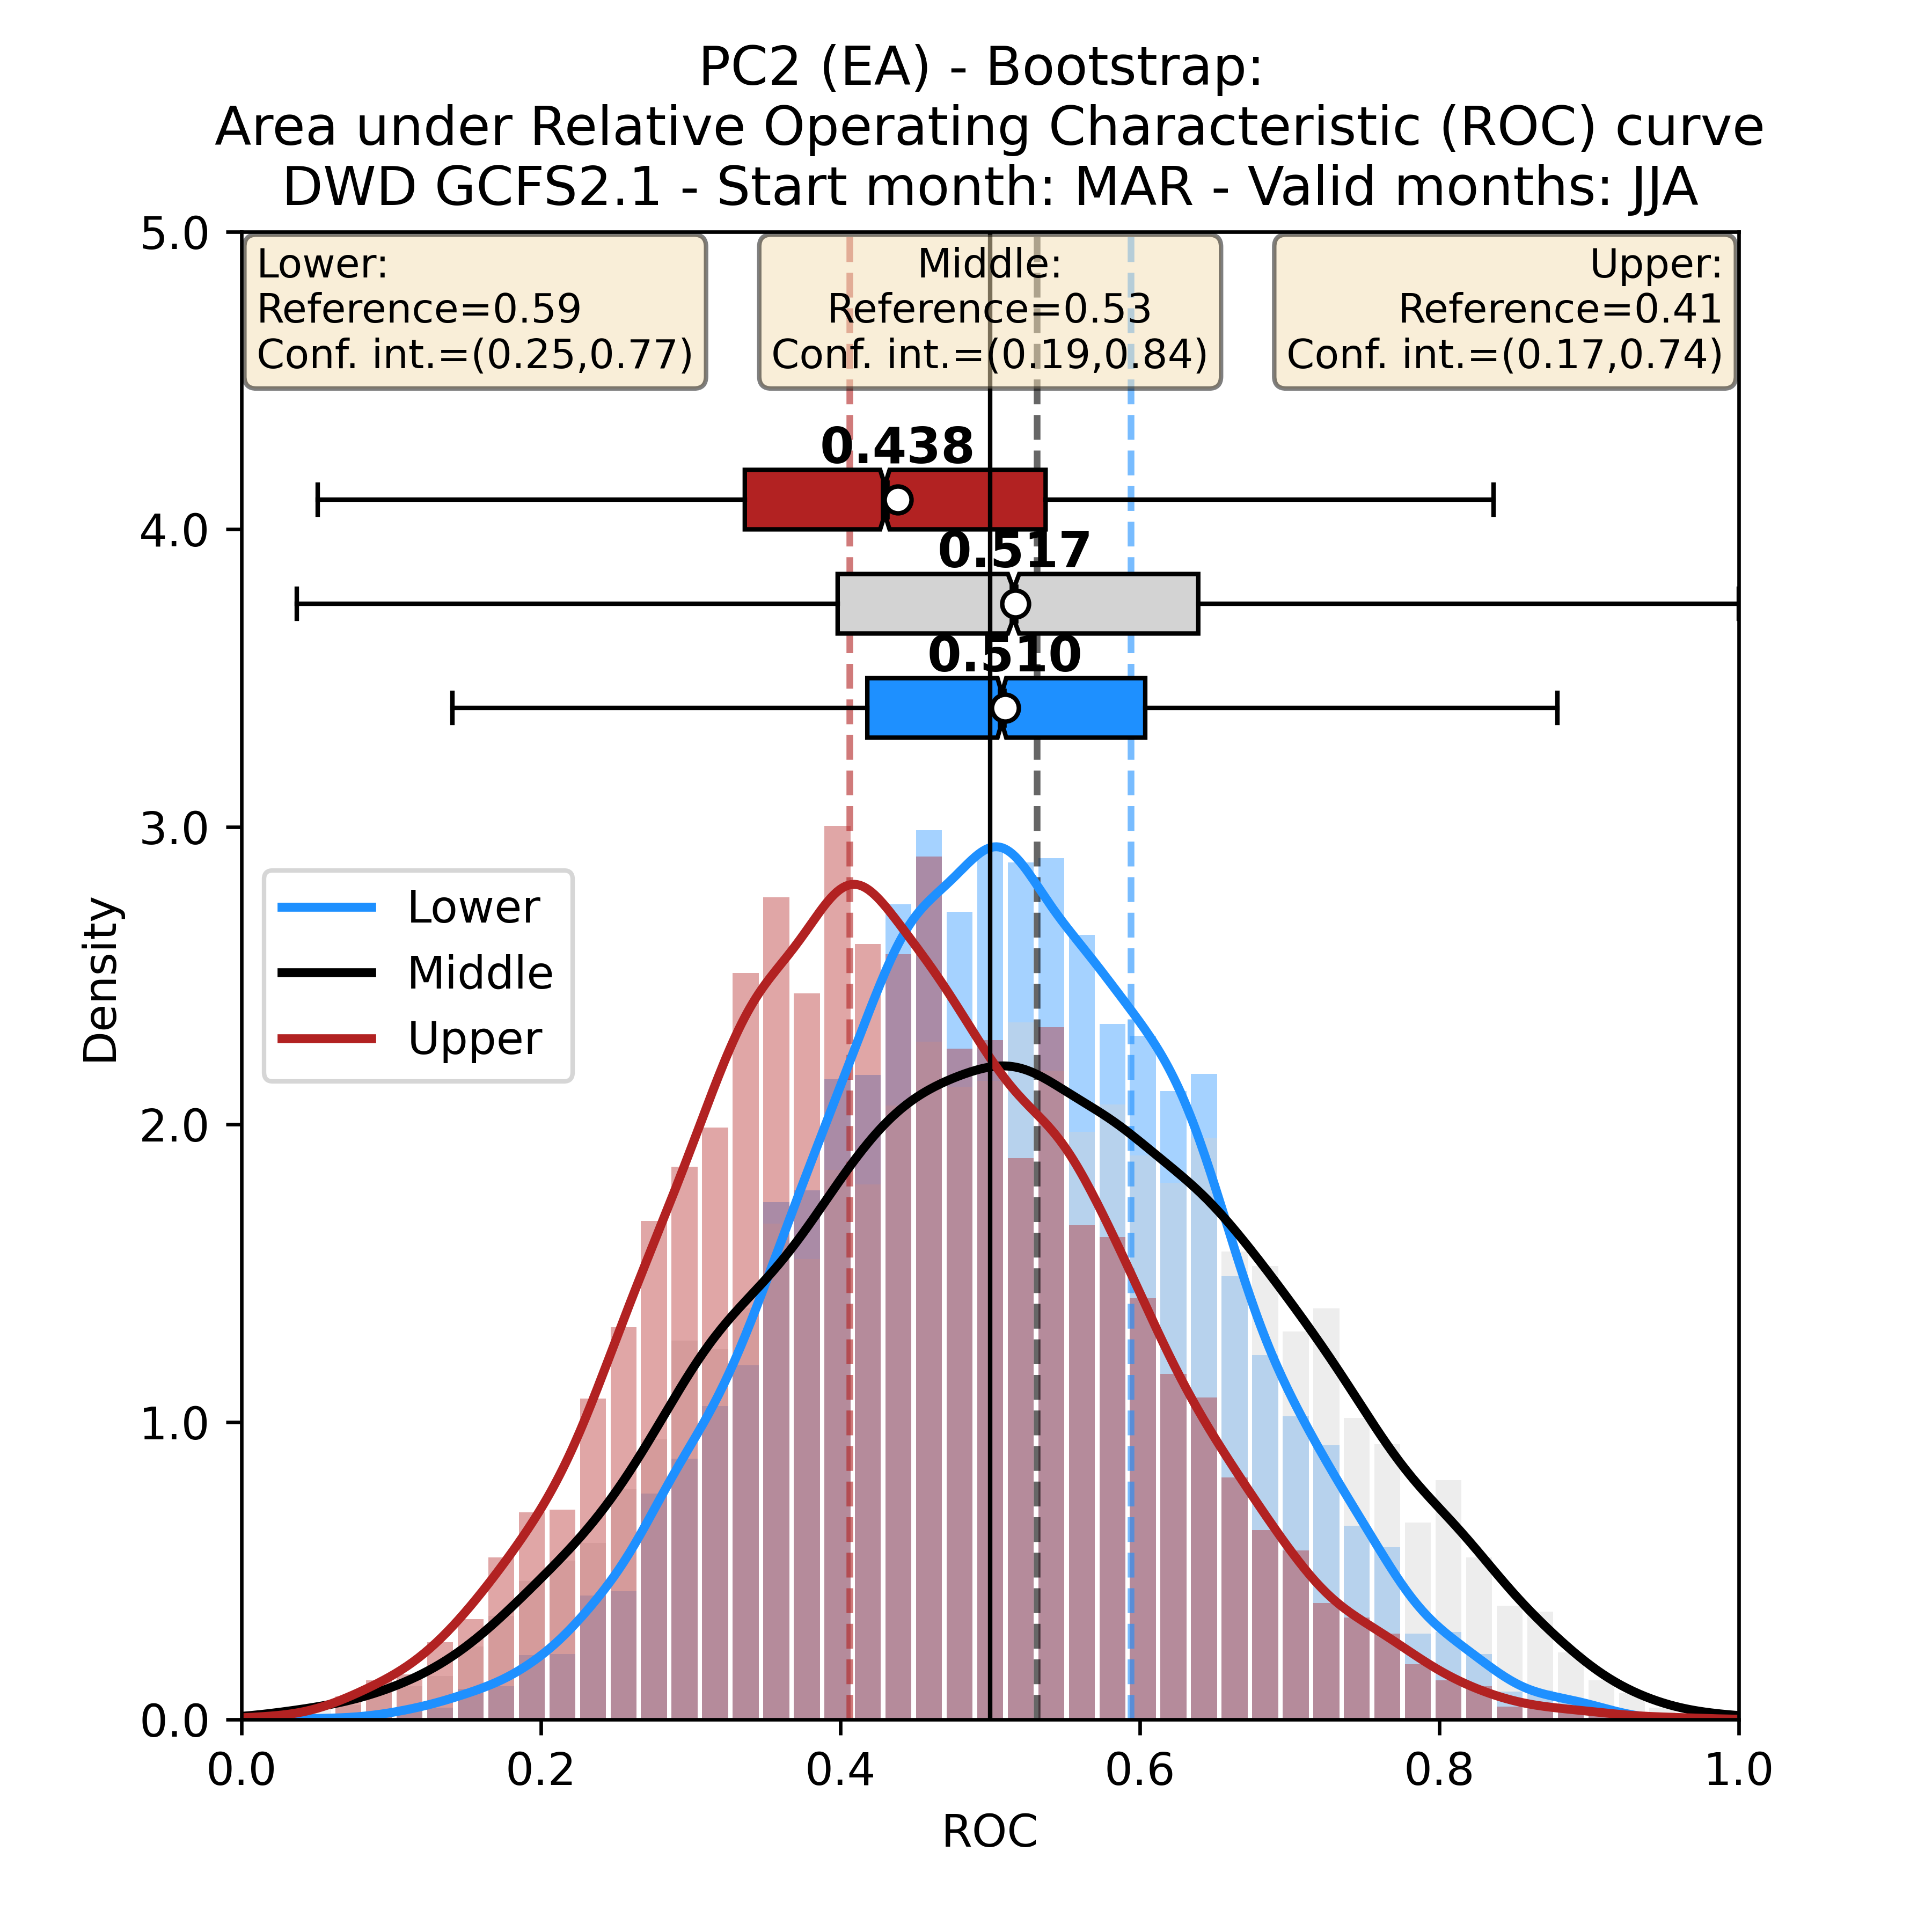 PC2 (EA) - Bootstrap:
Area under Relative Operating Characteristic (ROC) curve
DWD GCFS2.1 - Start month: MAR - Valid months: JJA
Lower:
Reference=0.59
Conf. int.=(0.25,0.77)
Middle:
Reference=0.53
Conf. int.=(0.19,0.84)
Upper:
Reference=0.41
Conf. int.=(0.17,0.74)
0.438
0.517
0.510
Lower
Middle
Upper
Density
5.0
4.0
3.0
2.0
1.0
0.0
0.0 0.2 0.4 0.6 0.8 1.0
ROC